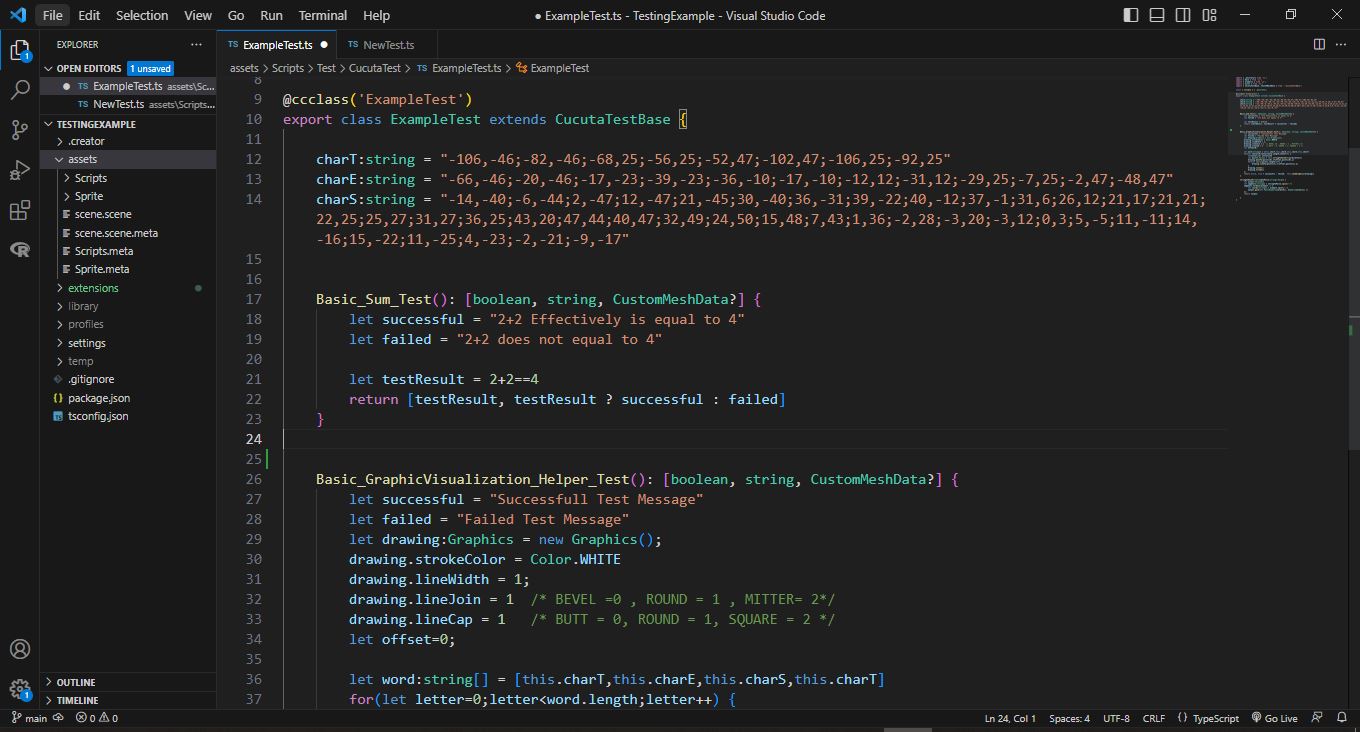 File Edit Selection View Go Run Terminal Help ● ExampleTest.ts - TestingExample - Visual Studio Code
EXPLORER ···
OPEN EDITORS 1 unsaved
● TS ExampleTest.ts assets\Sc...
TS NewTest.ts assets\Scripts...
TESTINGEXAMPLE
.creator
assets
Scripts
Sprite
scene.scene
scene.scene.meta
Scripts.meta
Sprite.meta
extensions
library
profiles
settings
temp
.gitignore
{} package.json
TS tsconfig.json
OUTLINE
TIMELINE
1
1
TS ExampleTest.ts ● TS NewTest.ts
assets > Scripts > Test > CucutaTest > TS ExampleTest.ts > ExampleTest
8
9 @ccclass('ExampleTest')
10 export class ExampleTest extends CucutaTestBase {
11
12 charT:string = "-106,-46;-82,-46;-68,25;-56,25;-52,47;-102,47;-106,25;-92,25"
13 charE:string = "-66,-46;-20,-46;-17,-23;-39,-23;-36,-10;-17,-10;-12,12;-31,12;-29,25;-7,25;-2,47;-48,47"
14 charS:string = "-14,-40;-6,-44;2,-47;12,-47;21,-45;30,-40;36,-31;39,-22;40,-12;37,-1;31,6;26,12;21,17;21,21;
22,25;25,27;31,27;36,25;43,20;47,44;40,47;32,49;24,50;15,48;7,43;1,36;-2,28;-3,20;-3,12;0,3;5,-5;11,-11;14,
-16;15,-22;11,-25;4,-23;-2,-21;-9,-17"
15
16
17 Basic_Sum_Test(): [boolean, string, CustomMeshData?] {
18 let successful = "2+2 Effectively is equal to 4"
19 let failed = "2+2 does not equal to 4"
20
21 let testResult = 2+2==4
22 return [testResult, testResult ? successful : failed]
23 }
24
25
26 Basic_GraphicVisualization_Helper_Test(): [boolean, string, CustomMeshData?] {
27 let successful = "Successfull Test Message"
28 let failed = "Failed Test Message"
29 let drawing:Graphics = new Graphics();
30 drawing.strokeColor = Color.WHITE
31 drawing.lineWidth = 1;
32 drawing.lineJoin = 1 /* BEVEL =0 , ROUND = 1 , MITTER= 2*/
33 drawing.lineCap = 1 /* BUTT = 0, ROUND = 1, SQUARE = 2 */
34 let offset=0;
35
36 let word:string[] = [this.charT,this.charE,this.charS,this.charT]
37 for(let letter=0;letter<word.length;letter++) {
main 0 0 Ln 24, Col 1 Spaces: 4 UTF-8 CRLF {} TypeScript Go Live